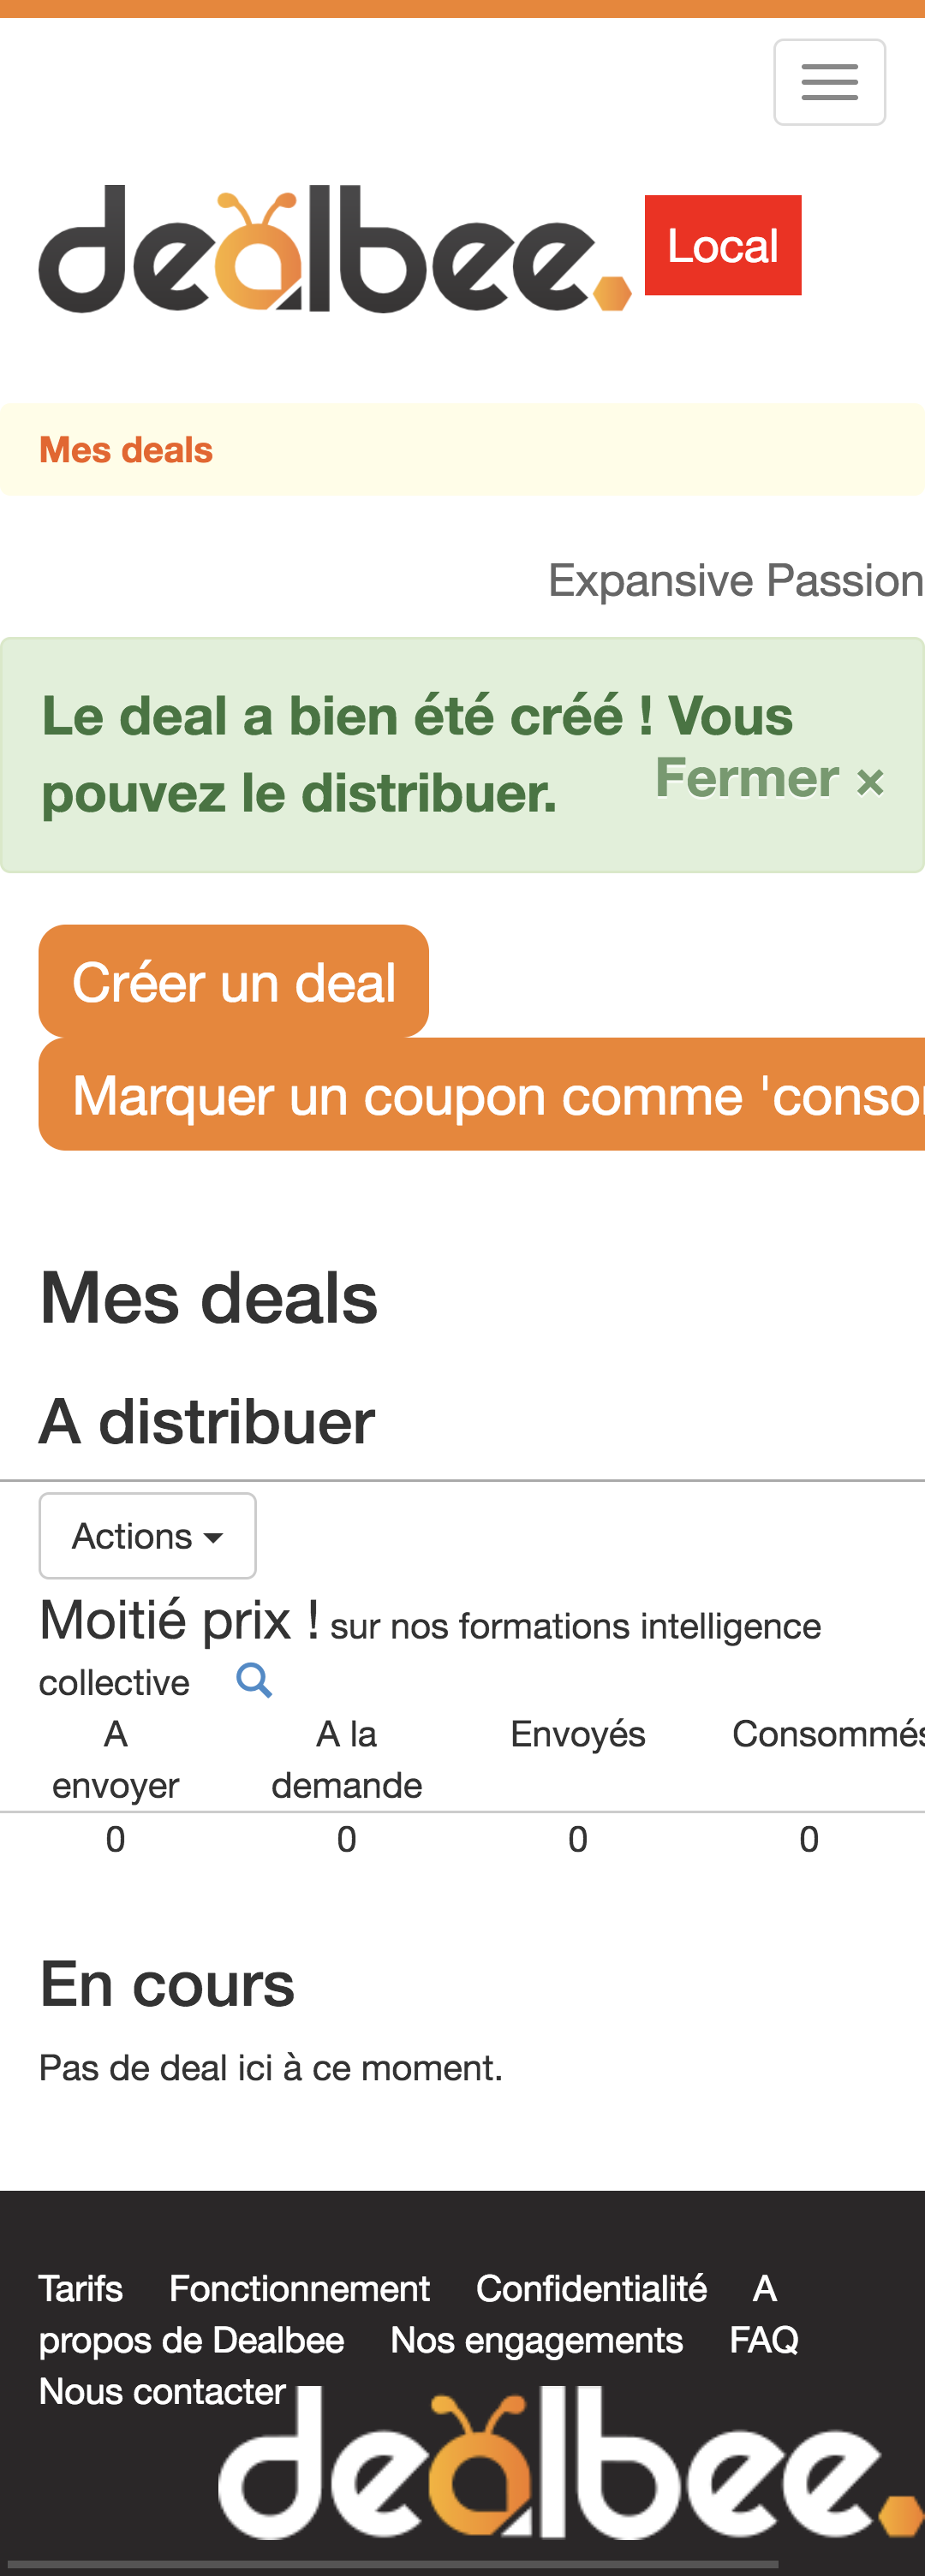 dealbee.
Local
Mes deals
Expansive Passion
Le deal a bien été créé ! Vous
pouvez le distribuer.
Fermer ×
Créer un deal
Marquer un coupon comme
Mes deals
A distribuer
Actions
Moitié prix ! sur nos formations intelligence
collective
A envoyer
A la demande
Envoyés
Consommés
0 0 0 0
En cours
Pas de deal ici à ce moment.
Tarifs Fonctionnement Confidentialité A
propos de Dealbee Nos engagements FAQ
Nous contacter
dealbee.